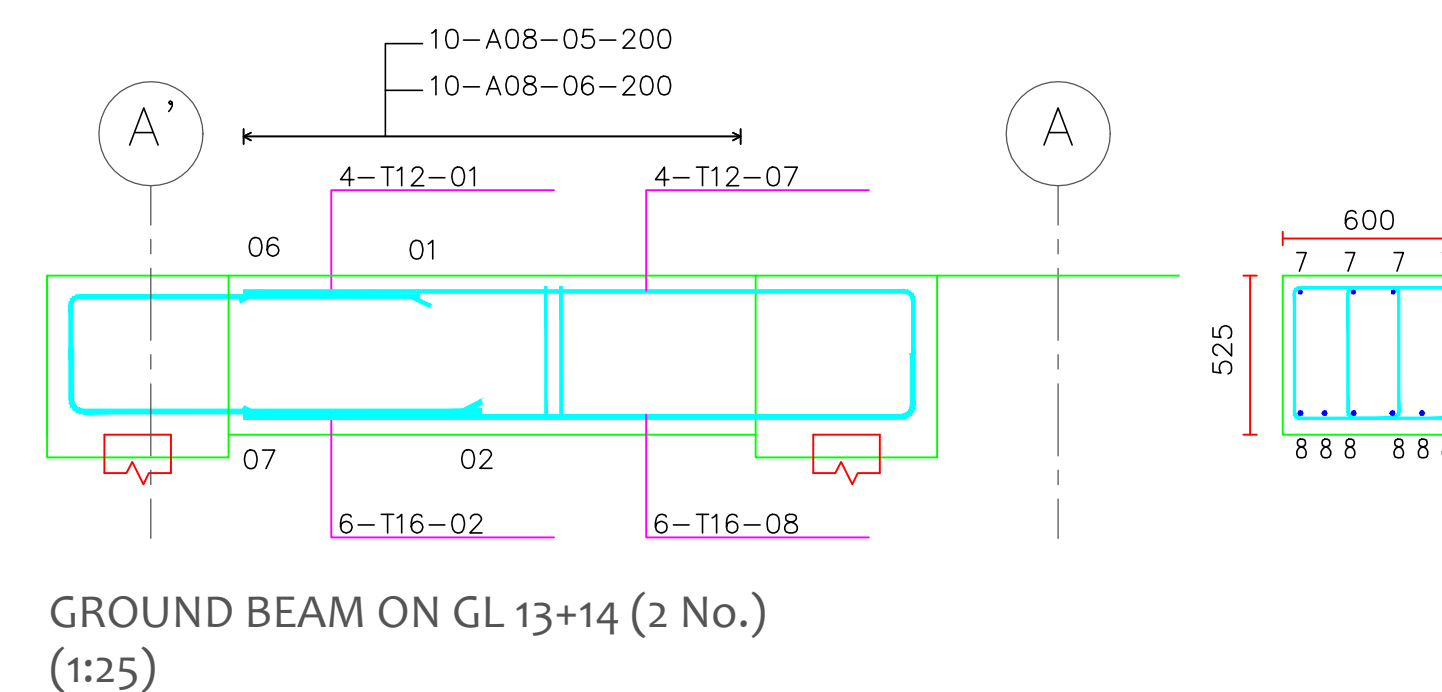 10-A08-05-200
10-A08-06-200
A'
A
4-T12-01
4-T12-07
600
06
01
7 7 7
525
07
02
8 8 8 8 8
6-T16-02
6-T16-08
GROUND BEAM ON GL 13+14 (2 No.)
(1:25)